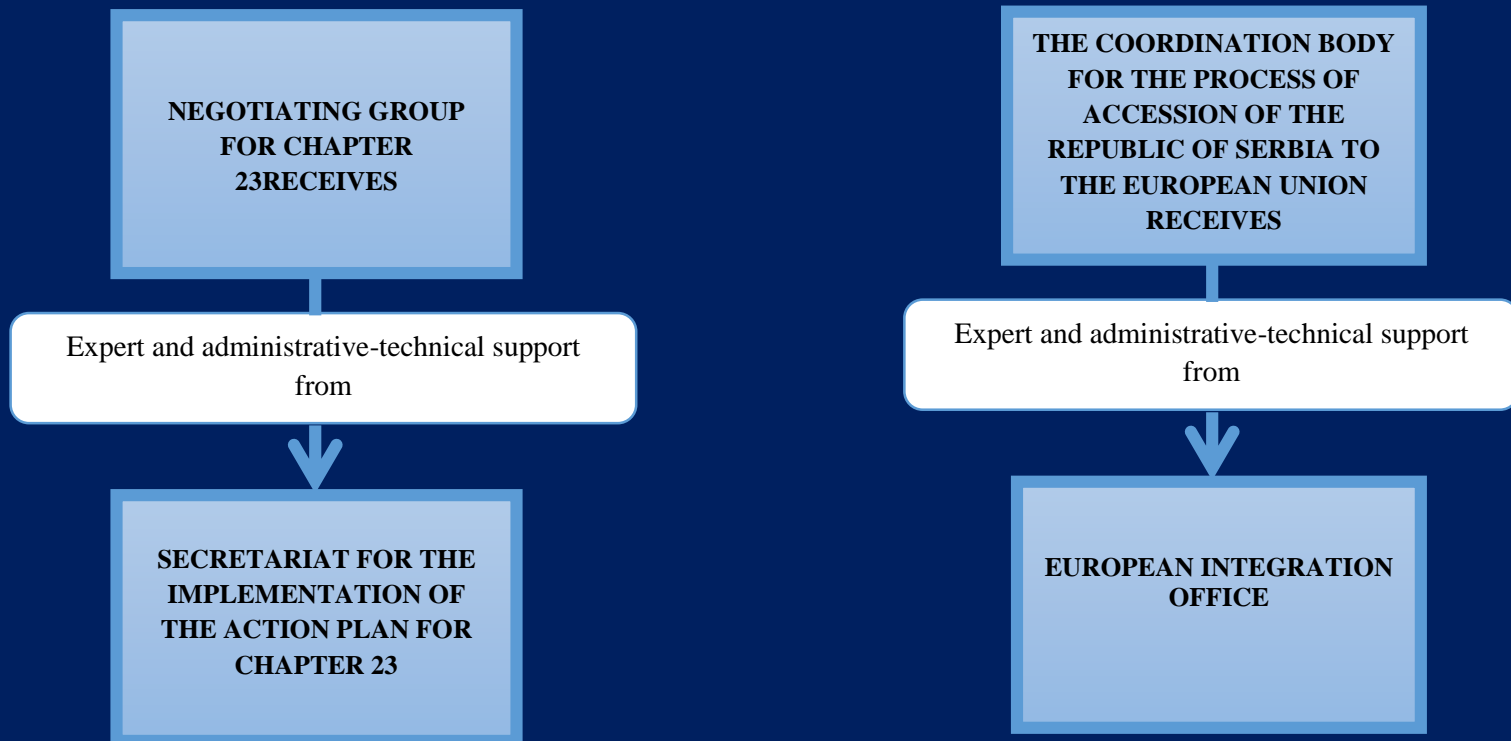 NEGOTIATING GROUP
FOR CHAPTER
23RECEIVES
Expert and administrative-technical support
from
SECRETARIAT FOR THE
IMPLEMENTATION OF
THE ACTION PLAN FOR
CHAPTER 23
THE COORDINATION BODY
FOR THE PROCESS OF
ACCESSION OF THE
REPUBLIC OF SERBIA TO
THE EUROPEAN UNION
RECEIVES
Expert and administrative-technical support
from
EUROPEAN INTEGRATION
OFFICE